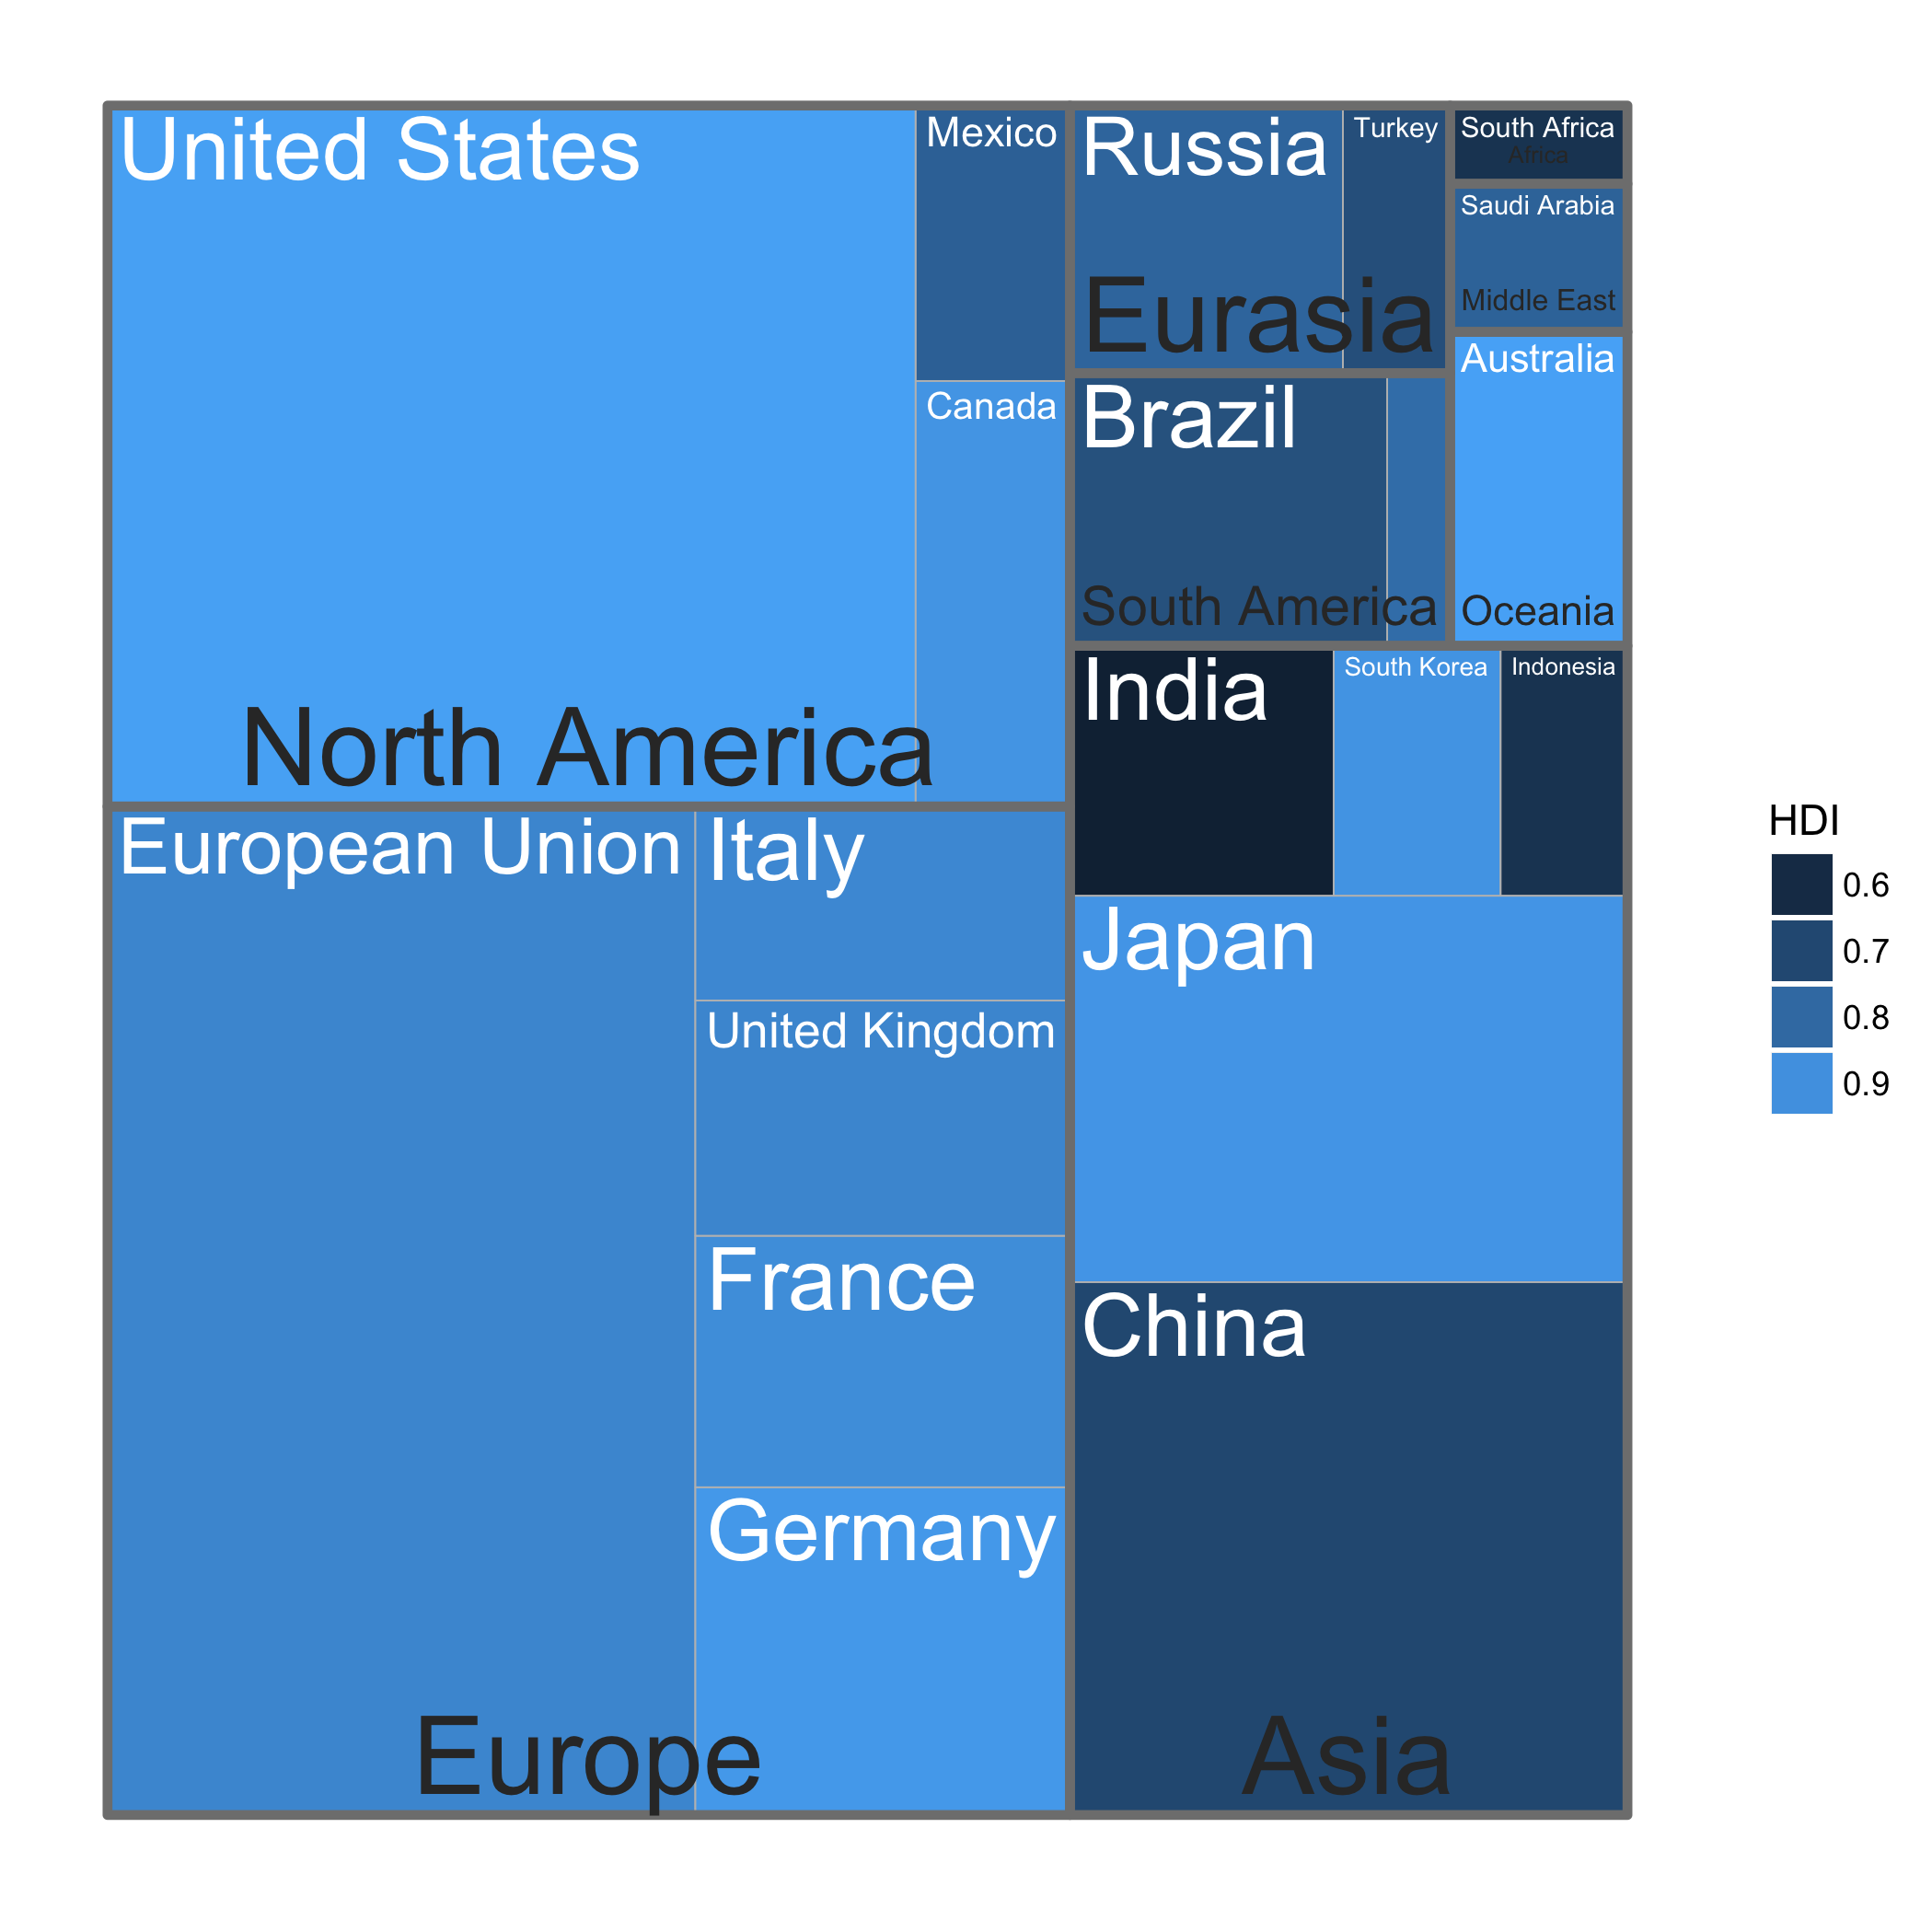 United States
Mexico
Canada
North America
European Union
Italy
United Kingdom
France
Germany
Europe
Russia
Turkey
Eurasia
South Africa
Africa
Saudi Arabia
Middle East
Australia
Oceania
Brazil
South America
India
South Korea
Indonesia
Japan
China
Asia
HDI
0.6
0.7
0.8
0.9